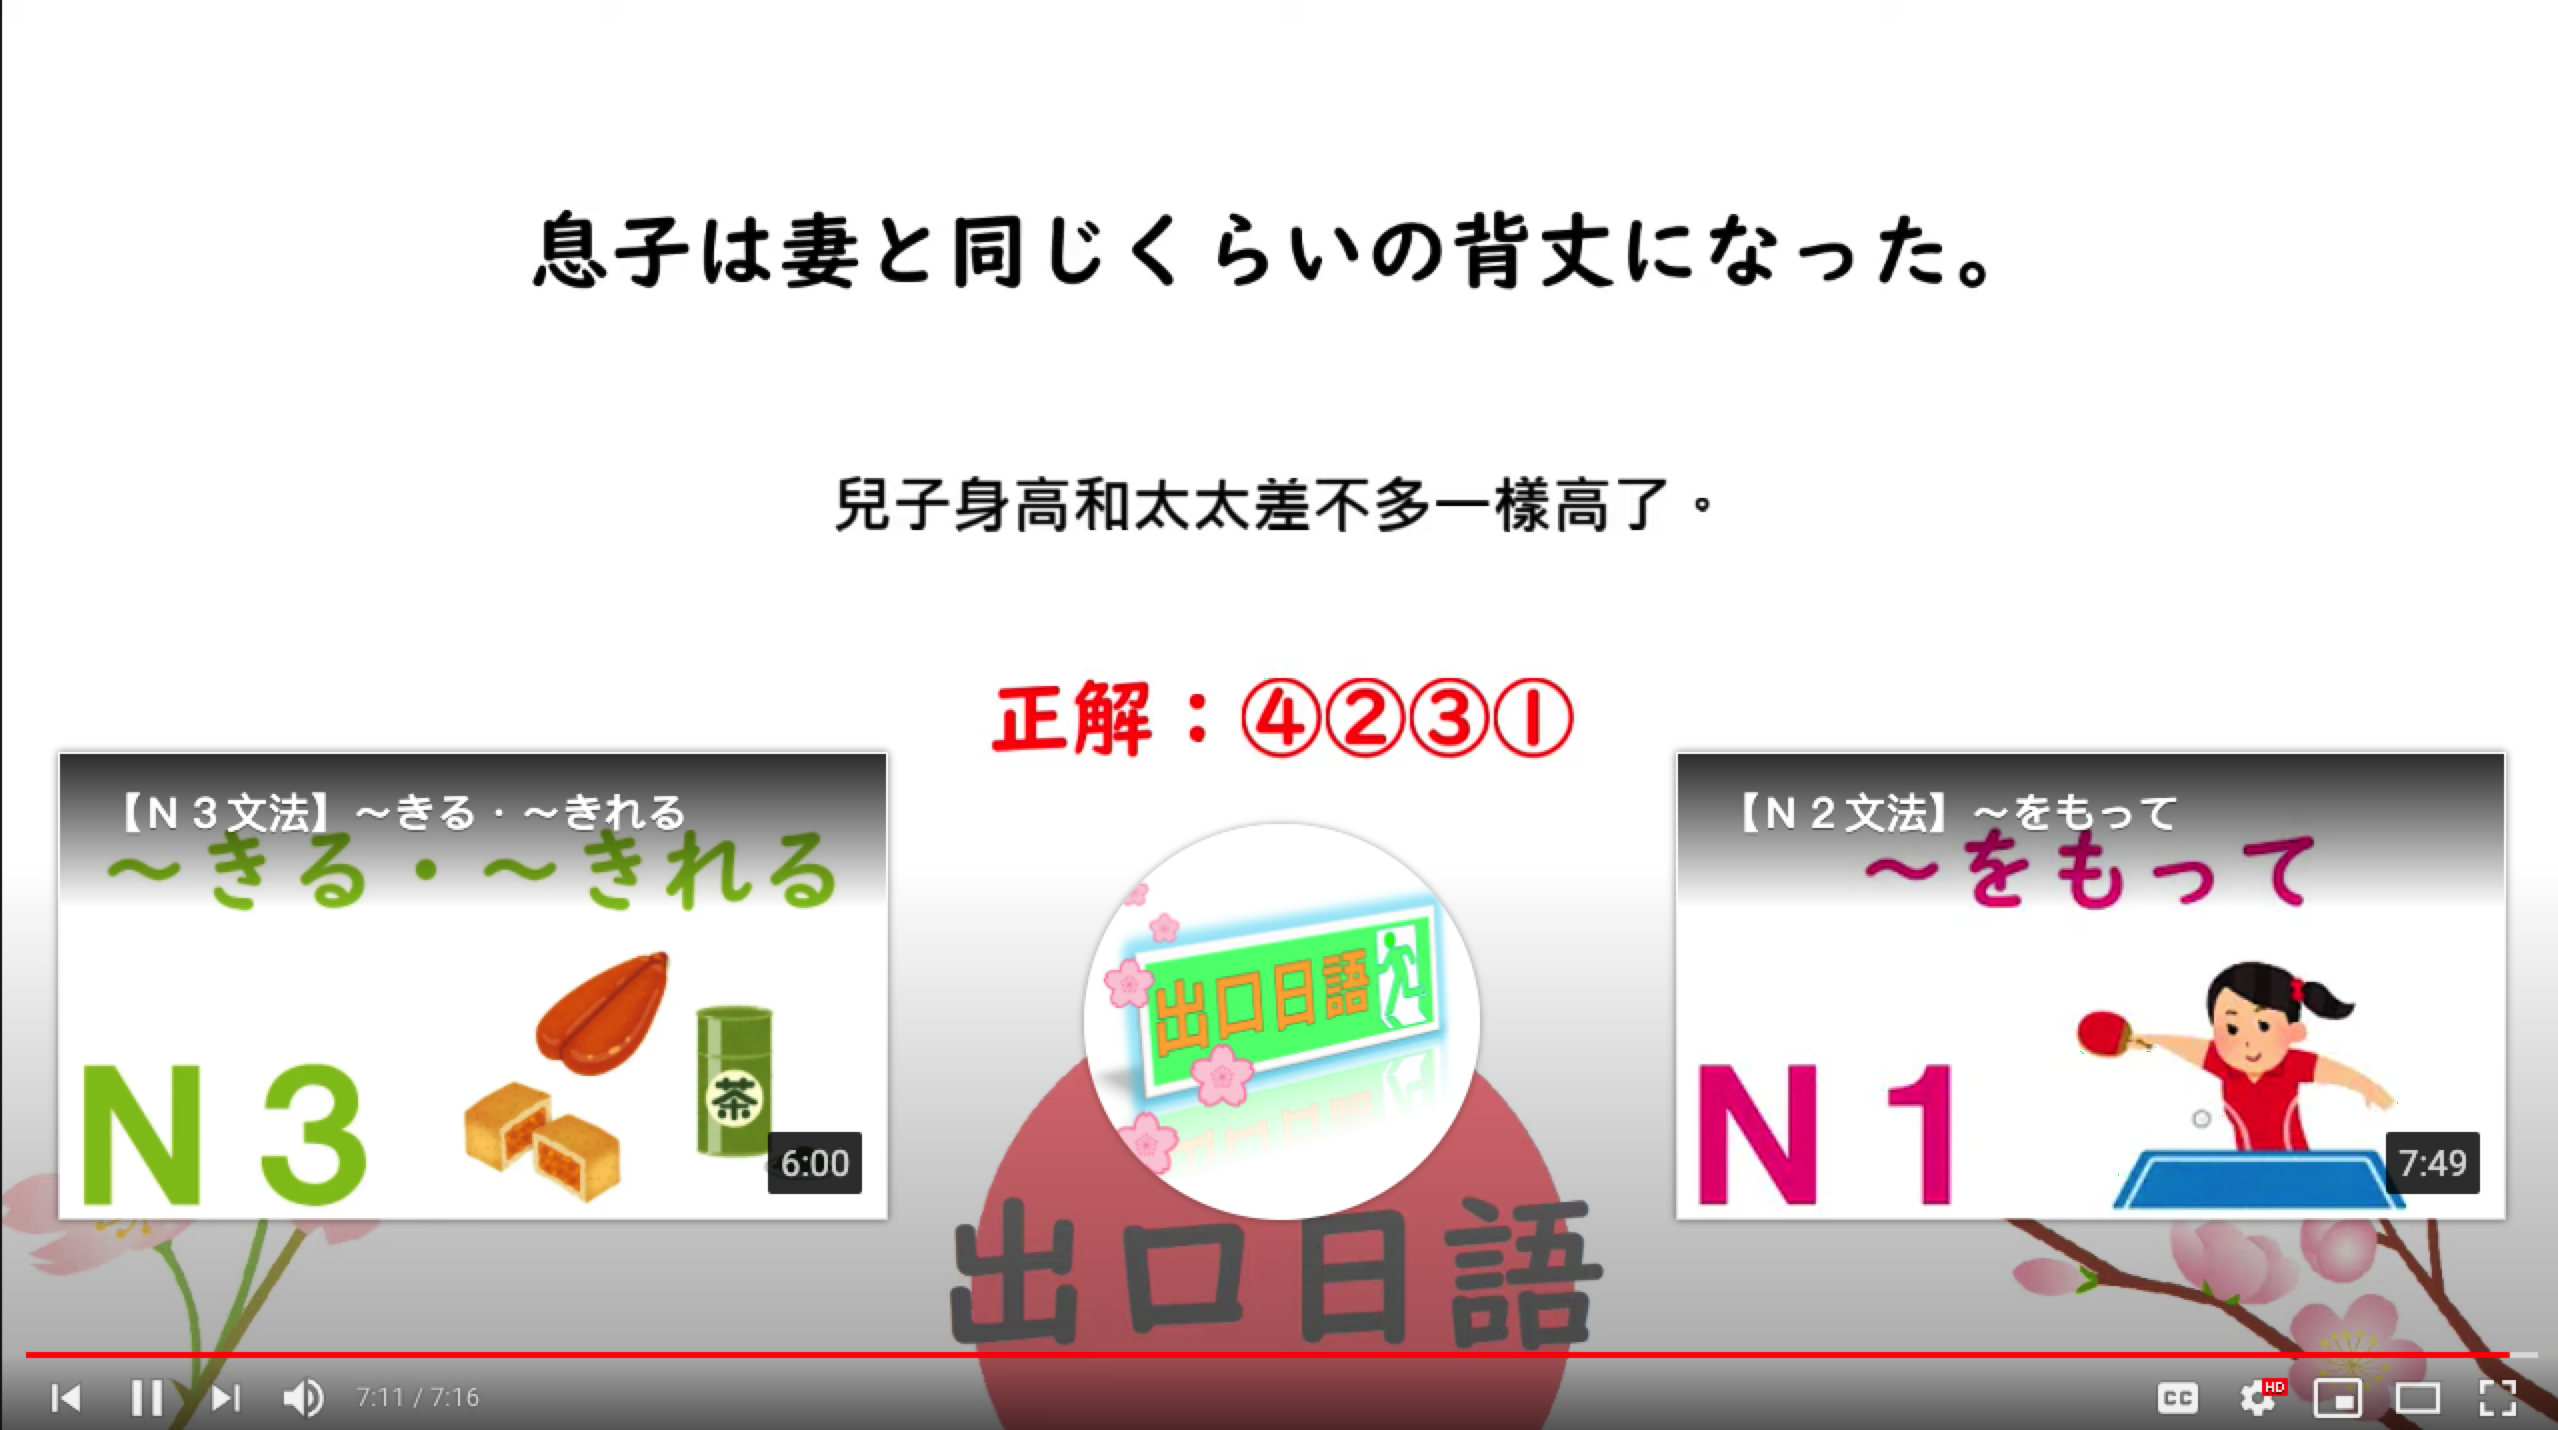 息子は妻と同じくらいの背丈になった。
兒子身高和太太差不多一樣高了。
正解：④②③①
【N３文法】～きる・～きれる
～きる・～きれる
N３
茶
6:00
出口日語
【N２文法】～をもって
～をもって
N１
7:49
出口日語
7:11 / 7:16
CC
HD